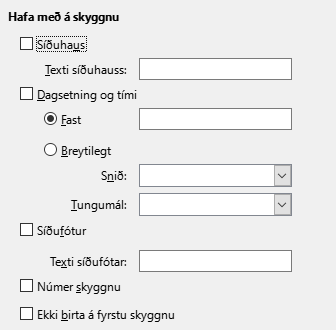 Hafa með á skyggnu
Síðuhaus
Texti síðuhauss:
Dagsetning og tími
Fast
Breytilegt
Snið:
Tungumál:
Síðufótur
Texti síðufótar:
Númer skyggnu
Ekki birta á fyrstu skyggnu